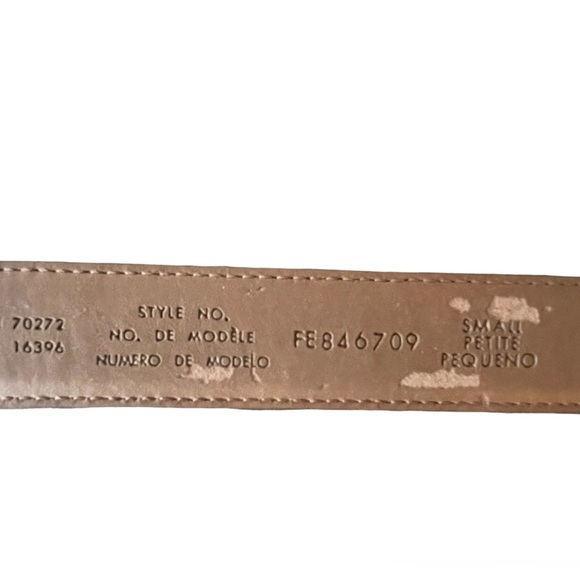 70272
16396
STYLE NO.
NO. DE MODÈLE
NUMERO DE MODELO
FE846709
SMALL
PETITE
PEQUENO